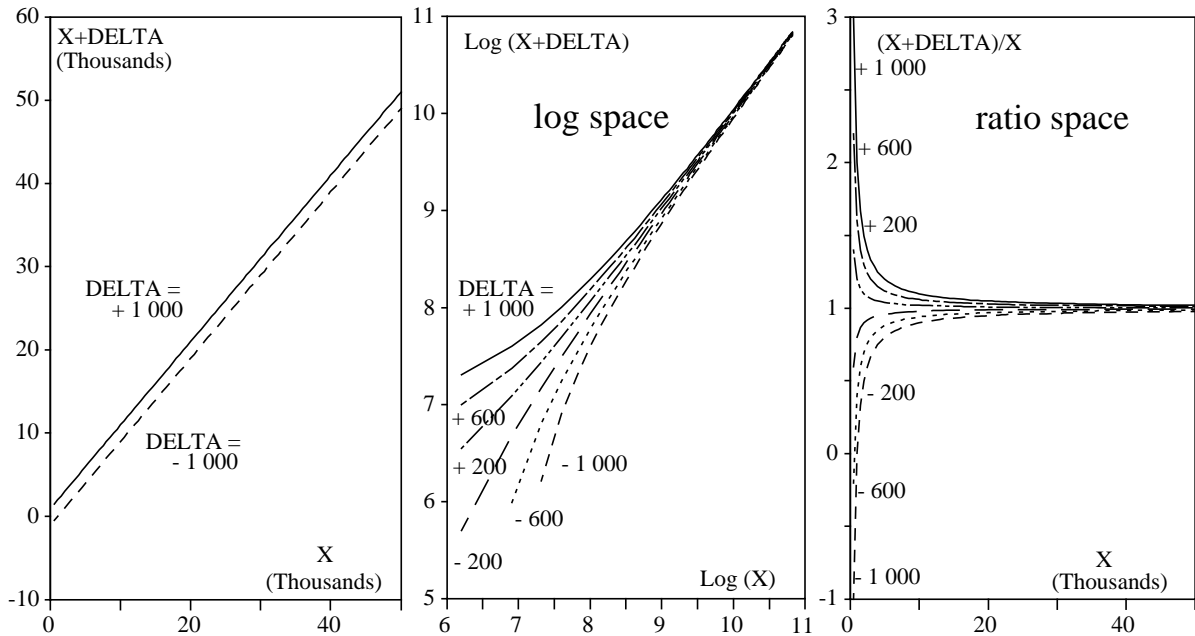 60
50
40
30
20
10
0
-10
X+DELTA
(Thousands)
DELTA =
+ 1 000
DELTA =
- 1 000
X
(Thousands)
0
20
40
11
10
9
8
7
6
5
Log (X+DELTA)
log space
DELTA =
+ 1 000
+ 600
+ 200
- 1 000
- 600
- 200
Log (X)
6
7
8
9
10
11
3
2
1
0
-1
(X+DELTA)/X
+ 1 000
ratio space
+ 600
+ 200
- 200
- 600
- 1 000
X
(Thousands)
0
20
40